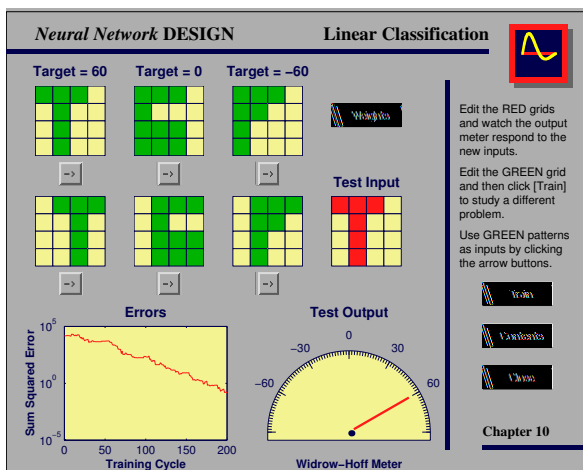 Neural Network DESIGN
Linear Classification
Target = 60
Target = 0
Target = −60
Weights
−>
−>
−>
Test Input
−>
−>
−>
Edit the RED grids
and watch the output
meter respond to the
new inputs.
Edit the GREEN grid
and then click [Train]
to study a different
problem.
Use GREEN patterns
as inputs by clicking
the arrow buttons.
Train
Contents
Close
Errors
10^5
10^0
10^−5
Sum Squared Error
0
50
100
150
200
Training Cycle
Test Output
−60
−30
0
30
60
Widrow−Hoff Meter
Chapter 10